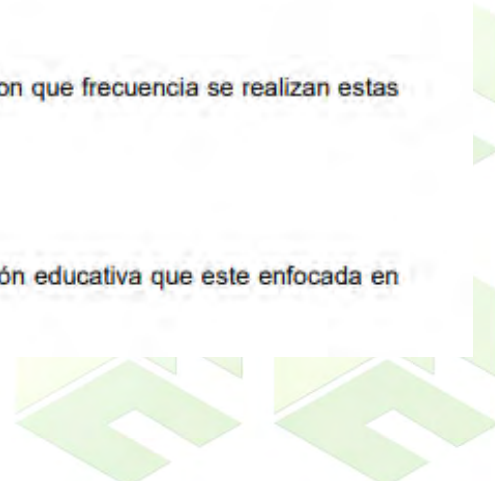 on que frecuencia se realizan estas
ón educativa que este enfocada en